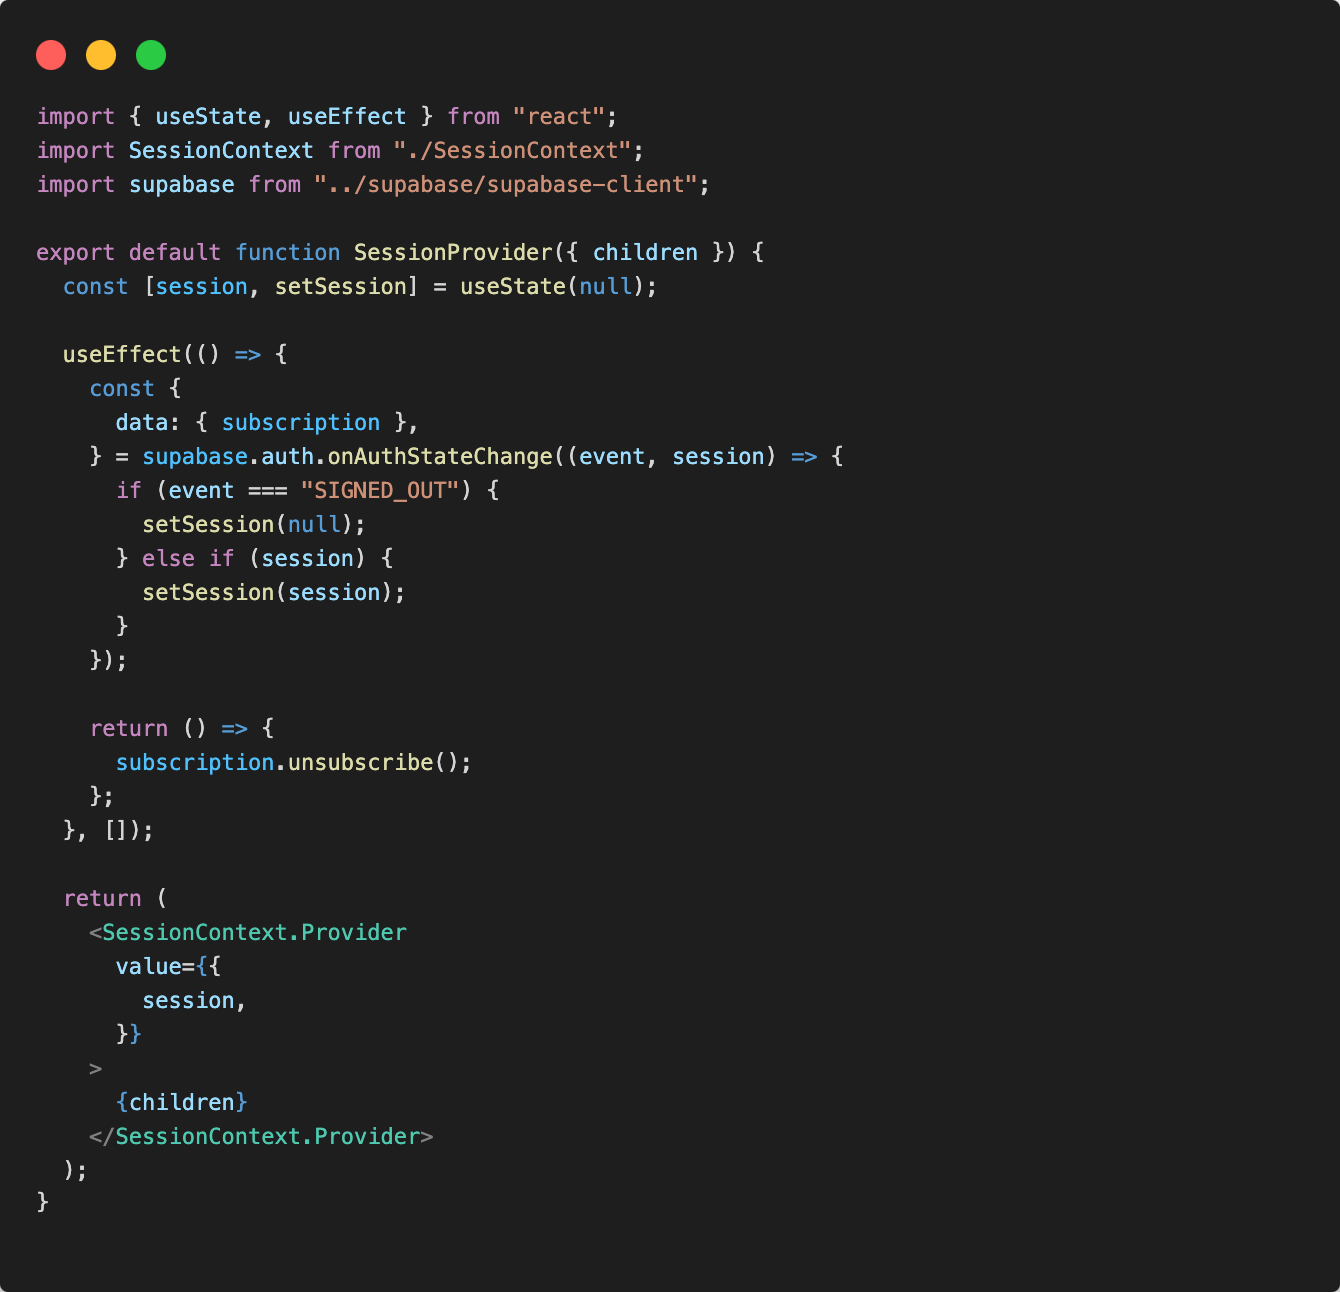 import { useState, useEffect } from "react";
import SessionContext from "./SessionContext";
import supabase from "../supabase/supabase-client";

export default function SessionProvider({ children }) {
  const [session, setSession] = useState(null);

  useEffect(() => {
    const {
      data: { subscription },
    } = supabase.auth.onAuthStateChange((event, session) => {
      if (event === "SIGNED_OUT") {
        setSession(null);
      } else if (session) {
        setSession(session);
      }
    });

    return () => {
      subscription.unsubscribe();
    };
  }, []);

  return (
    <SessionContext.Provider
      value={{
        session,
      }}
    >
      {children}
    </SessionContext.Provider>
  );
}